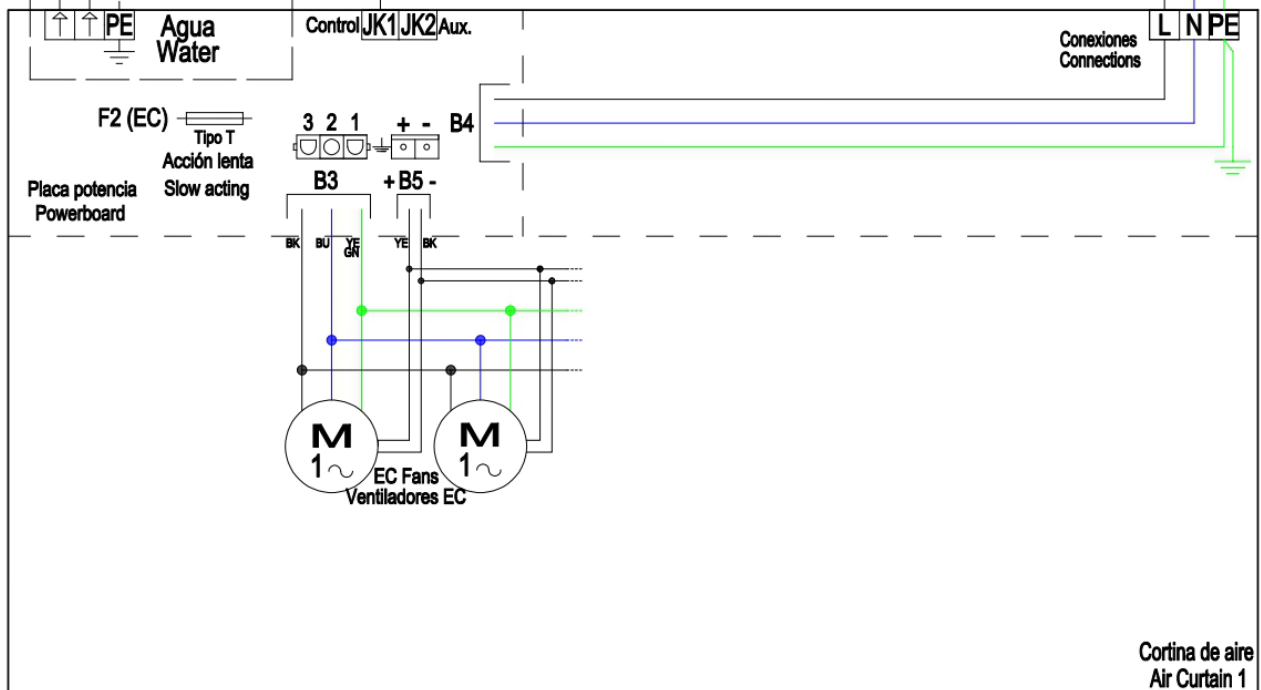 PE
Agua
Water
Control JK1 JK2 Aux.
Conexiones
Connections
L N PE
F2 (EC)
Tipo T
Acción lenta
Slow acting
3 2 1
+ -
B4
Placa potencia
Powerboard
B3
+ B5 -
BK
BU
YE
GN
YE
BK
M
1
M
1
EC Fans
Ventiladores EC
Cortina de aire
Air Curtain 1